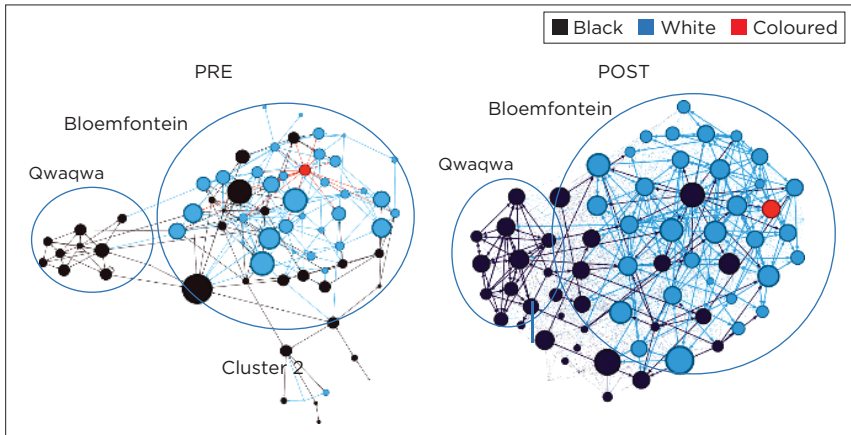 Black White Coloured
PRE
POST
Bloemfontein
Qwaqwa
Cluster 2
Bloemfontein
Qwaqwa